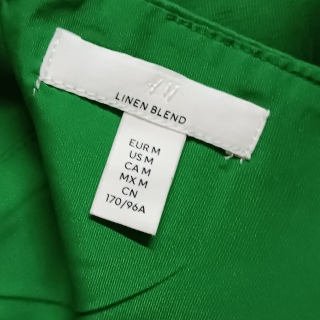 H&M
LINEN BLEND
EUR M
US M
CA M
MX M
CN
170/96A